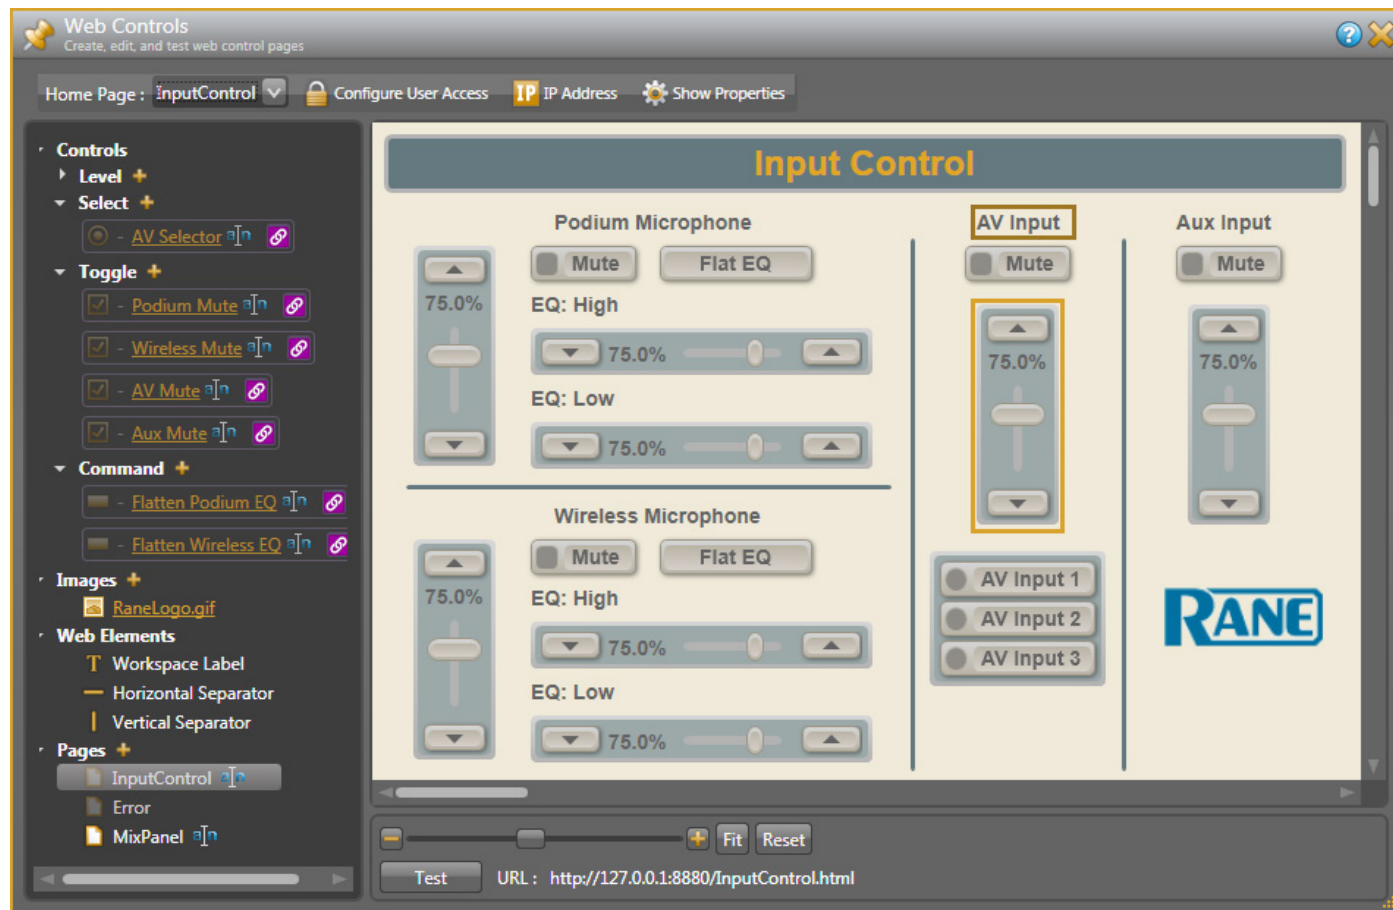 Web Controls
Create, edit, and test web control pages
Home Page : InputControl Configure User Access IP IP Address Show Properties
Controls
Level
Select
- AV Selector a n
Toggle
- Podium Mute a n
- Wireless Mute a n
- AV Mute a n
- Aux Mute a n
Command
- Flatten Podium EQ a n
- Flatten Wireless EQ a n
Images
RaneLogo.gif
Web Elements
T Workspace Label
Horizontal Separator
Vertical Separator
Pages
InputControl a n
Error
MixPanel a n
Input Control
Podium Microphone
Mute Flat EQ
75.0%
EQ: High
75.0%
EQ: Low
75.0%
Wireless Microphone
Mute Flat EQ
75.0%
EQ: High
75.0%
EQ: Low
75.0%
AV Input
Mute
75.0%
AV Input 1
AV Input 2
AV Input 3
Aux Input
Mute
75.0%
RANE
Fit Reset
Test URL : http://127.0.0.1:8880/InputControl.html